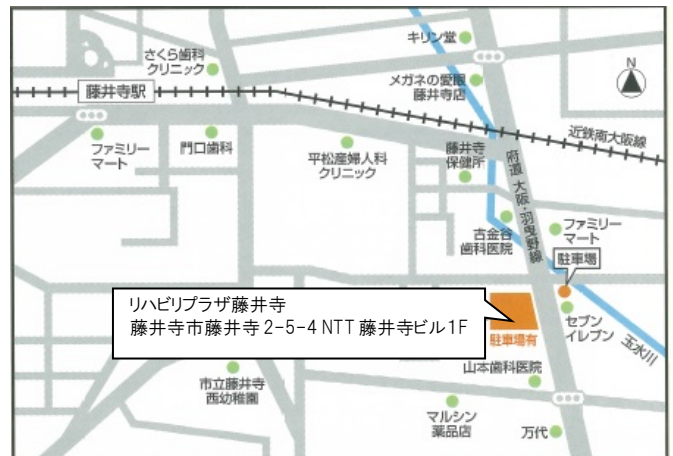 キリン堂
さくら歯科
クリニック
メガネの愛眼
藤井寺店
N
藤井寺駅
近鉄南大阪線
ファミリー
マート
門口歯科
平松産婦人科
クリニック
藤井寺
保健所
府道 大阪・羽曳野線
古金谷
歯科医院
ファミリー
マート
駐車場
リハビリプラザ藤井寺
藤井寺市藤井寺2-5-4 NTT藤井寺ビル1F
駐車場有
セブン
イレブン
玉水川
山本歯科医院
市立藤井寺
西幼稚園
マルシン
薬品店
万代